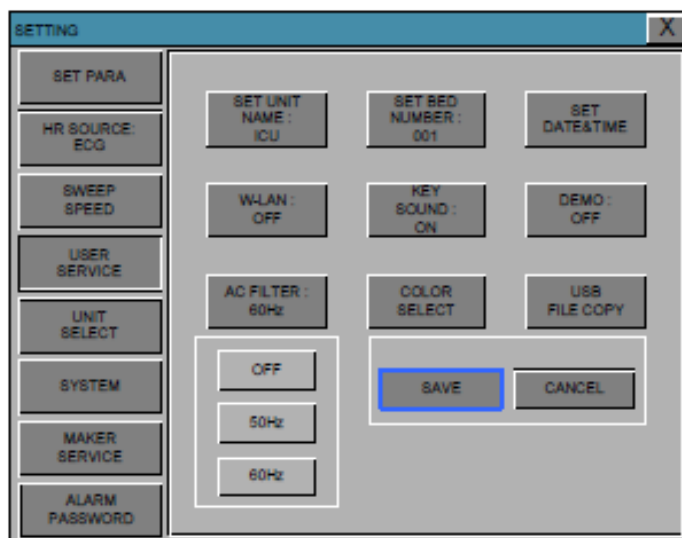 SETTING
X
SET PARA
HR SOURCE:
ECG
SWEEP
SPEED
USER
SERVICE
UNIT
SELECT
SYSTEM
MAKER
SERVICE
ALARM
PASSWORD
SET UNIT
NAME :
ICU
SET BED
NUMBER :
001
SET
DATE&TIME
W-LAN :
OFF
KEY
SOUND :
ON
DEMO :
OFF
AC FILTER :
60Hz
COLOR
SELECT
USB
FILE COPY
OFF
50Hz
60Hz
SAVE
CANCEL